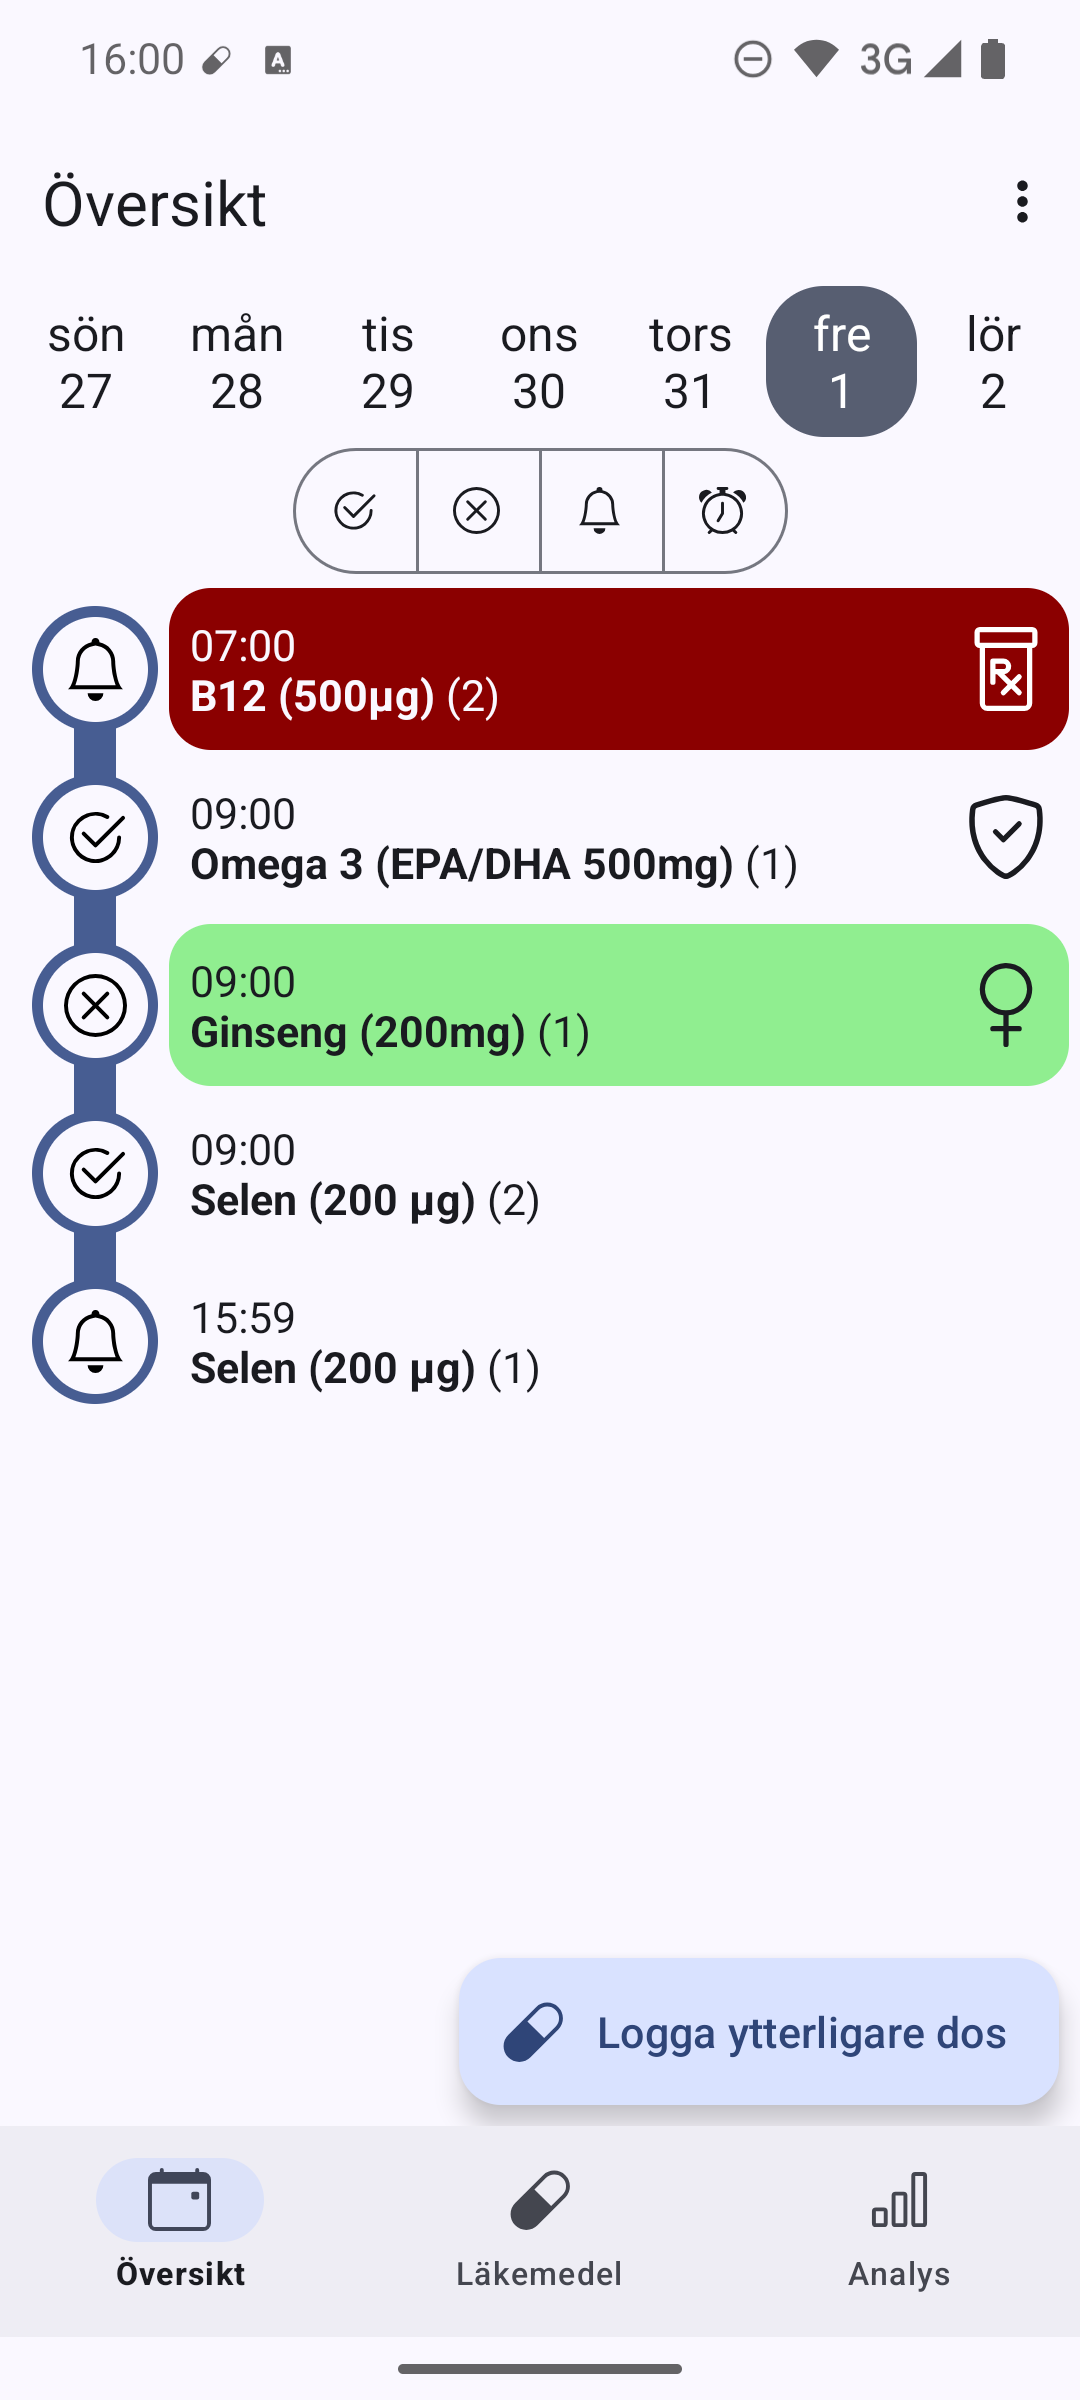 16:00
3G
Översikt
sön mån tis ons tors fre lör
27 28 29 30 31 1 2
07:00
B12 (500µg) (2)
09:00
Omega 3 (EPA/DHA 500mg) (1)
09:00
Ginseng (200mg) (1)
09:00
Selen (200 µg) (2)
15:59
Selen (200 µg) (1)
Logga ytterligare dos
Översikt Läkemedel Analys